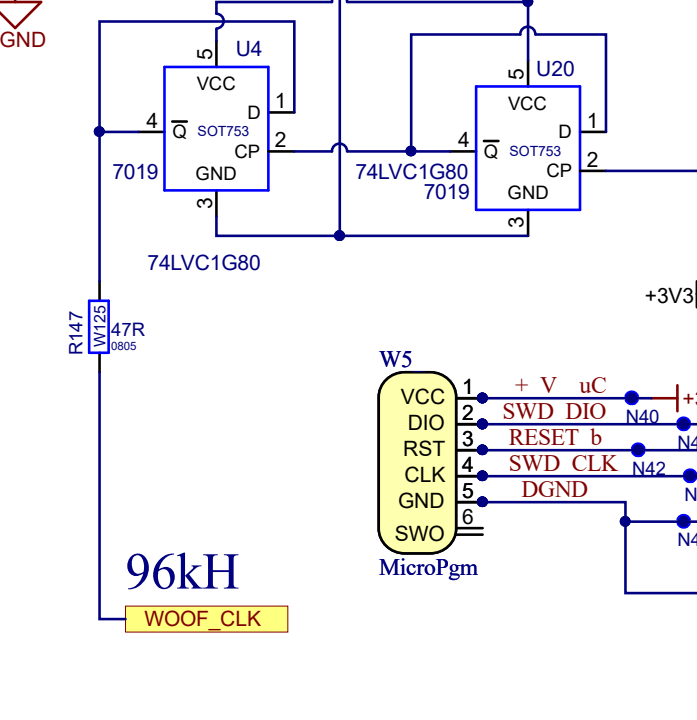 GND
5
U4
VCC
D
1
4
Q
SOT753
CP
2
7019
GND
3
74LVC1G80
5
U20
VCC
D
1
4
Q
SOT753
CP
2
74LVC1G80
7019
GND
3
+3V3
R147
W125
47R
0805
W5
VCC
1
+ V uC
DIO
2
SWD DIO
N40
RST
3
RESET b
CLK
4
SWD CLK
N42
GND
5
DGND
6
SWO
MicroPgm
96kH
WOOF_CLK